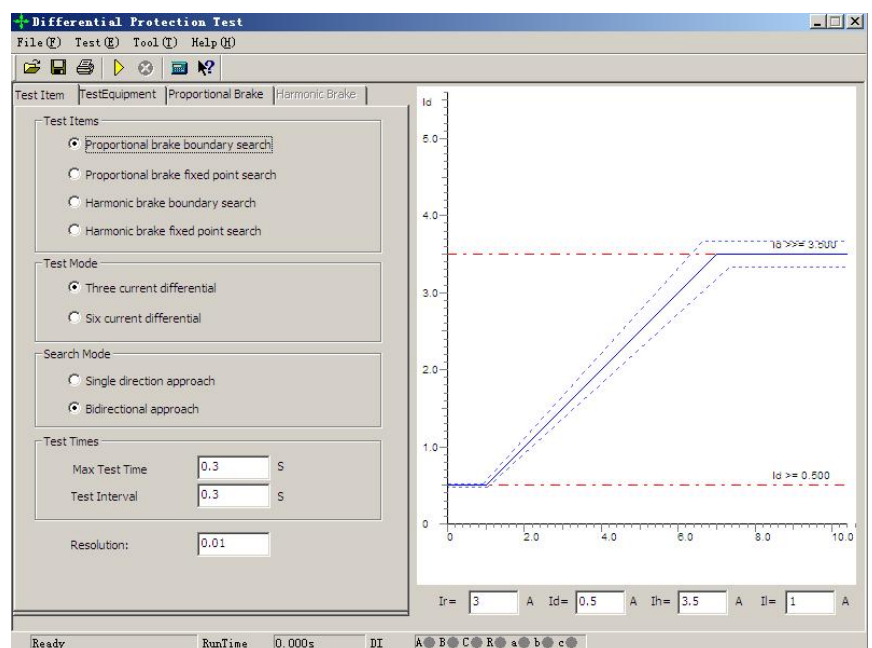 Differential Protection Test
File(F) Test(E) Tool(T) Help(H)
Test Item TestEquipment Proportional Brake Harmonic Brake
Test Items
Proportional brake boundary search
Proportional brake fixed point search
Harmonic brake boundary search
Harmonic brake fixed point search
Test Mode
Three current differential
Six current differential
Search Mode
Single direction approach
Bidirectional approach
Test Times
Max Test Time 0.3 S
Test Interval 0.3 S
Resolution: 0.01
Id
5.0
4.0
3.0
2.0
1.0
0
Id >>= 3.500
Id >= 0.500
0 2.0 4.0 6.0 8.0 10.0
Ir= 3 A Id= 0.5 A Ih= 3.5 A Il= 1 A
Ready RunTime 0.000s DI A B C R a b c